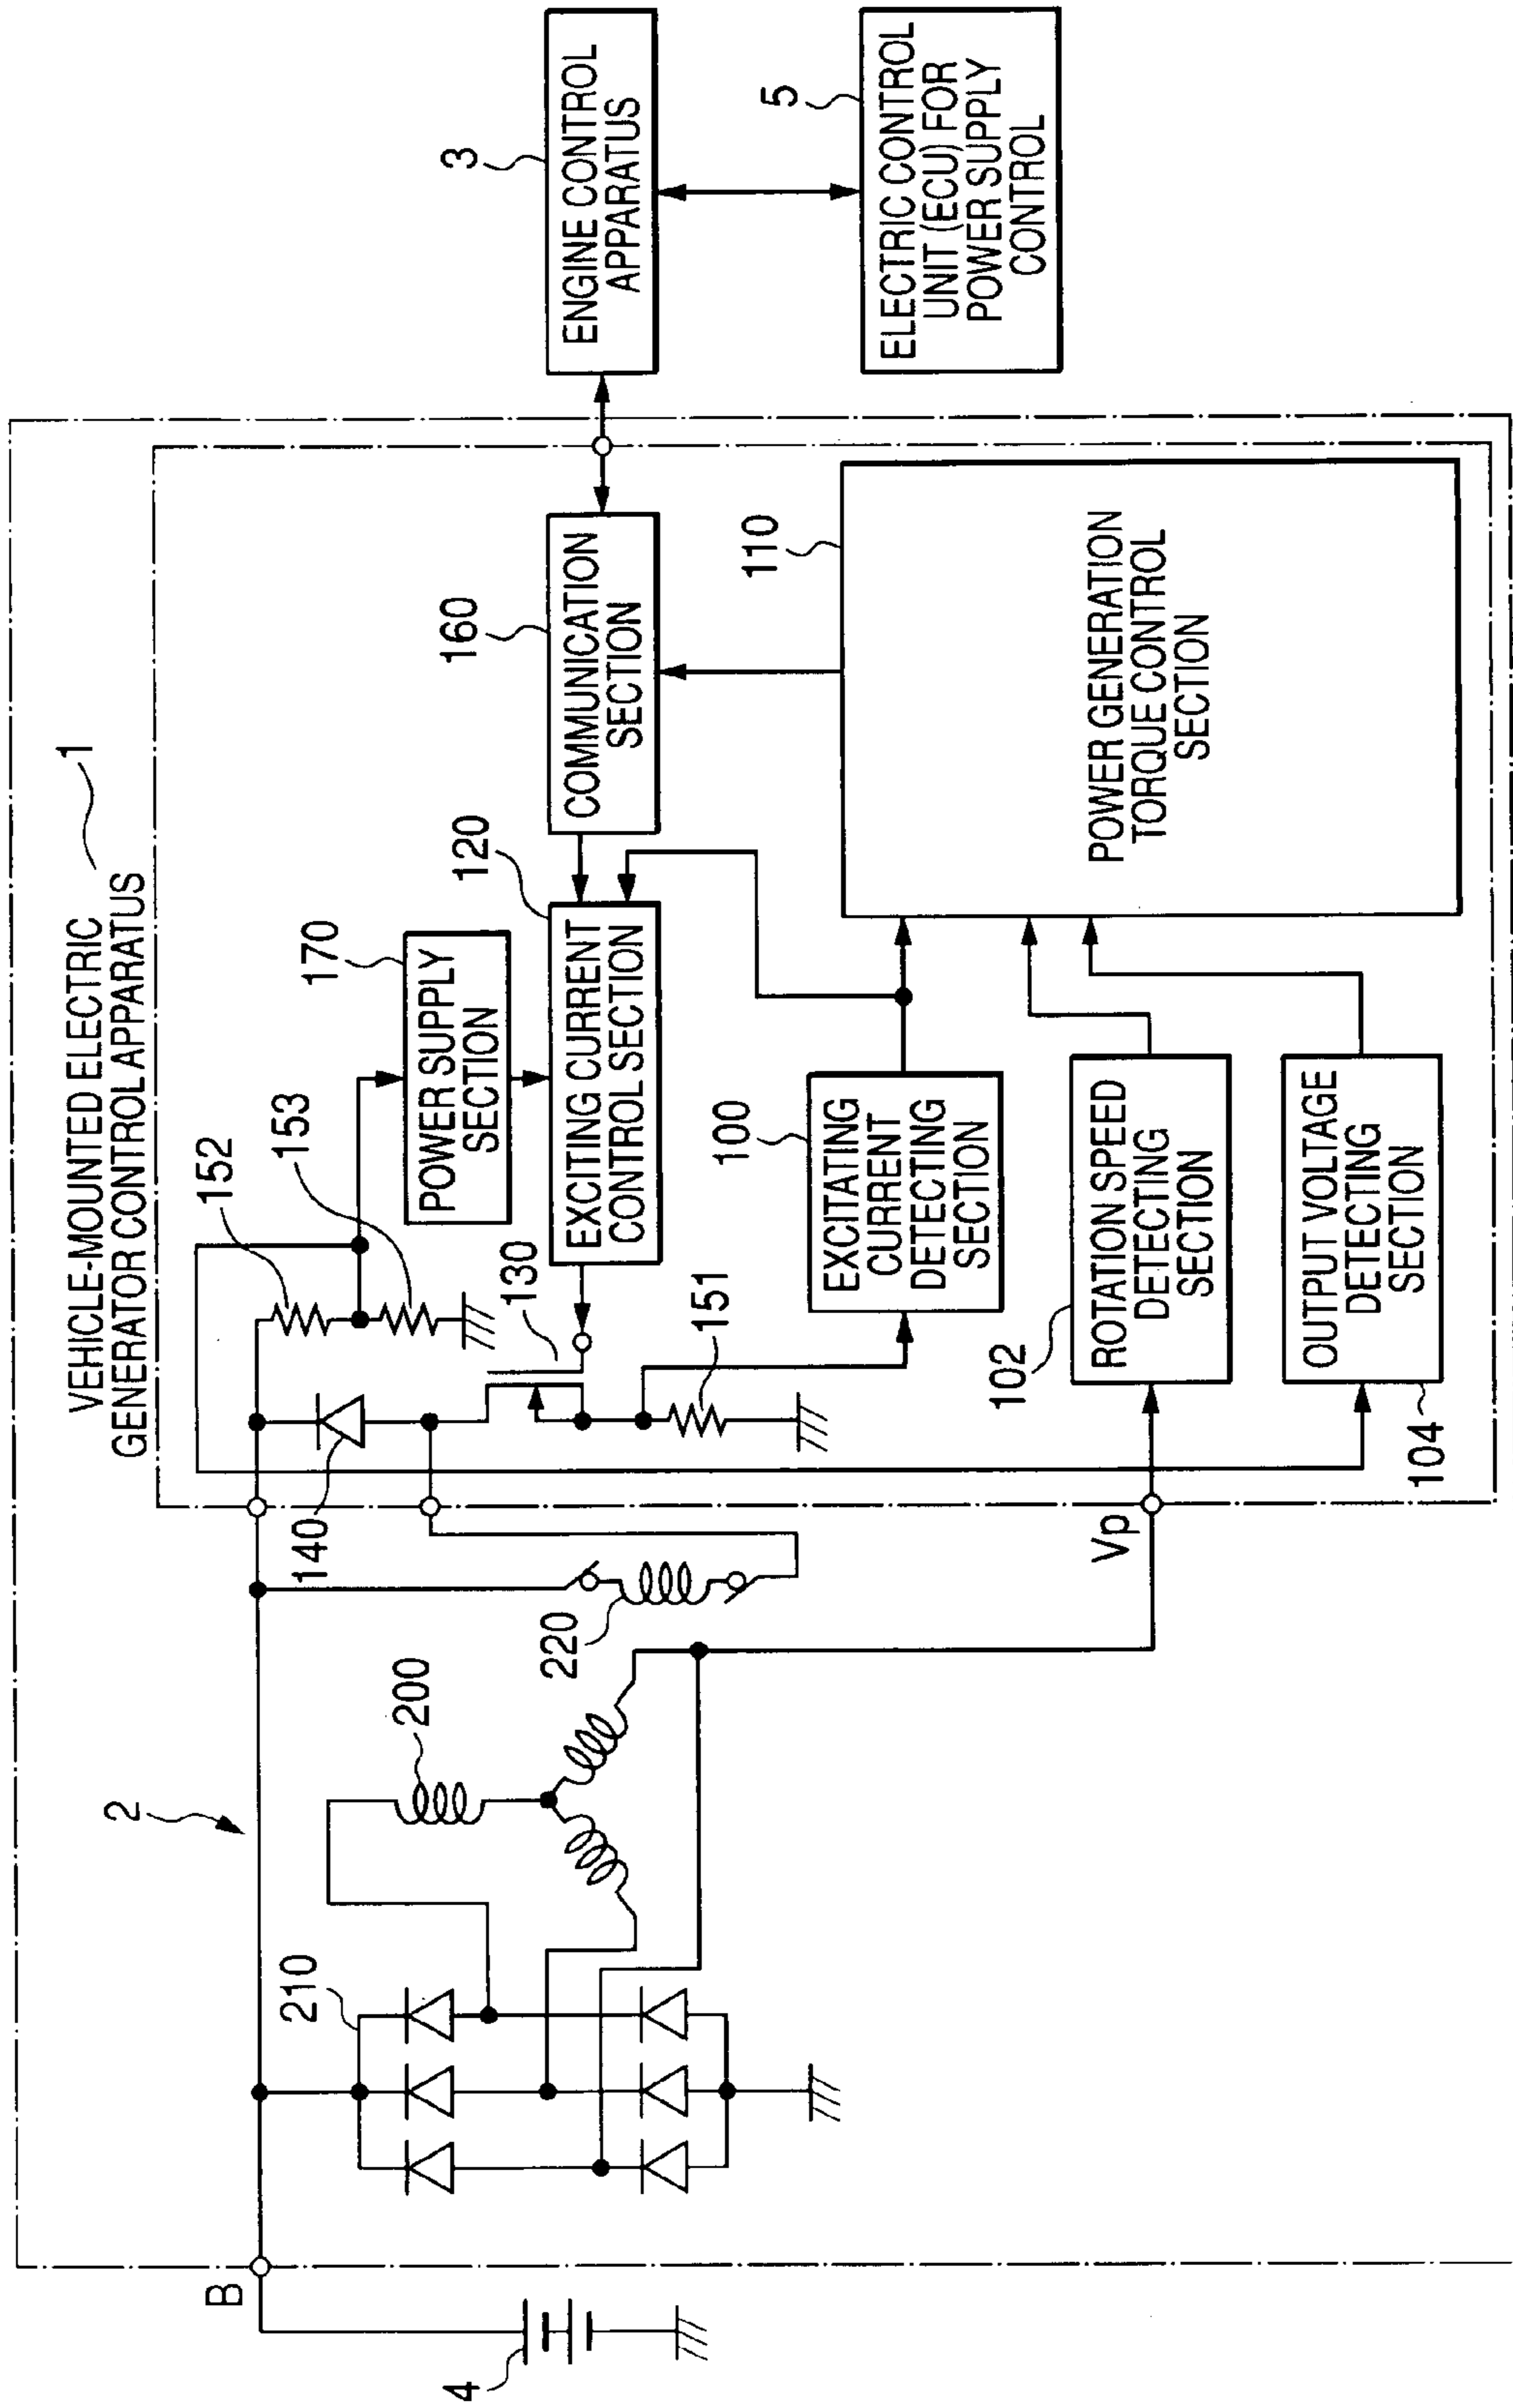 VEHICLE-MOUNTED ELECTRIC
GENERATOR CONTROL APPARATUS
1
2
B
4
210
200
220
140
152
153
170
POWER SUPPLY
SECTION
130
151
120
EXCITING CURRENT
CONTROL SECTION
160
COMMUNICATION
SECTION
3
ENGINE CONTROL
APPARATUS
5
ELECTRIC CONTROL
UNIT (ECU) FOR
POWER SUPPLY
CONTROL
100
EXCITATING
CURRENT
DETECTING
SECTION
110
POWER GENERATION
TORQUE CONTROL
SECTION
Vp
102
ROTATION SPEED
DETECTING
SECTION
104
OUTPUT VOLTAGE
DETECTING
SECTION